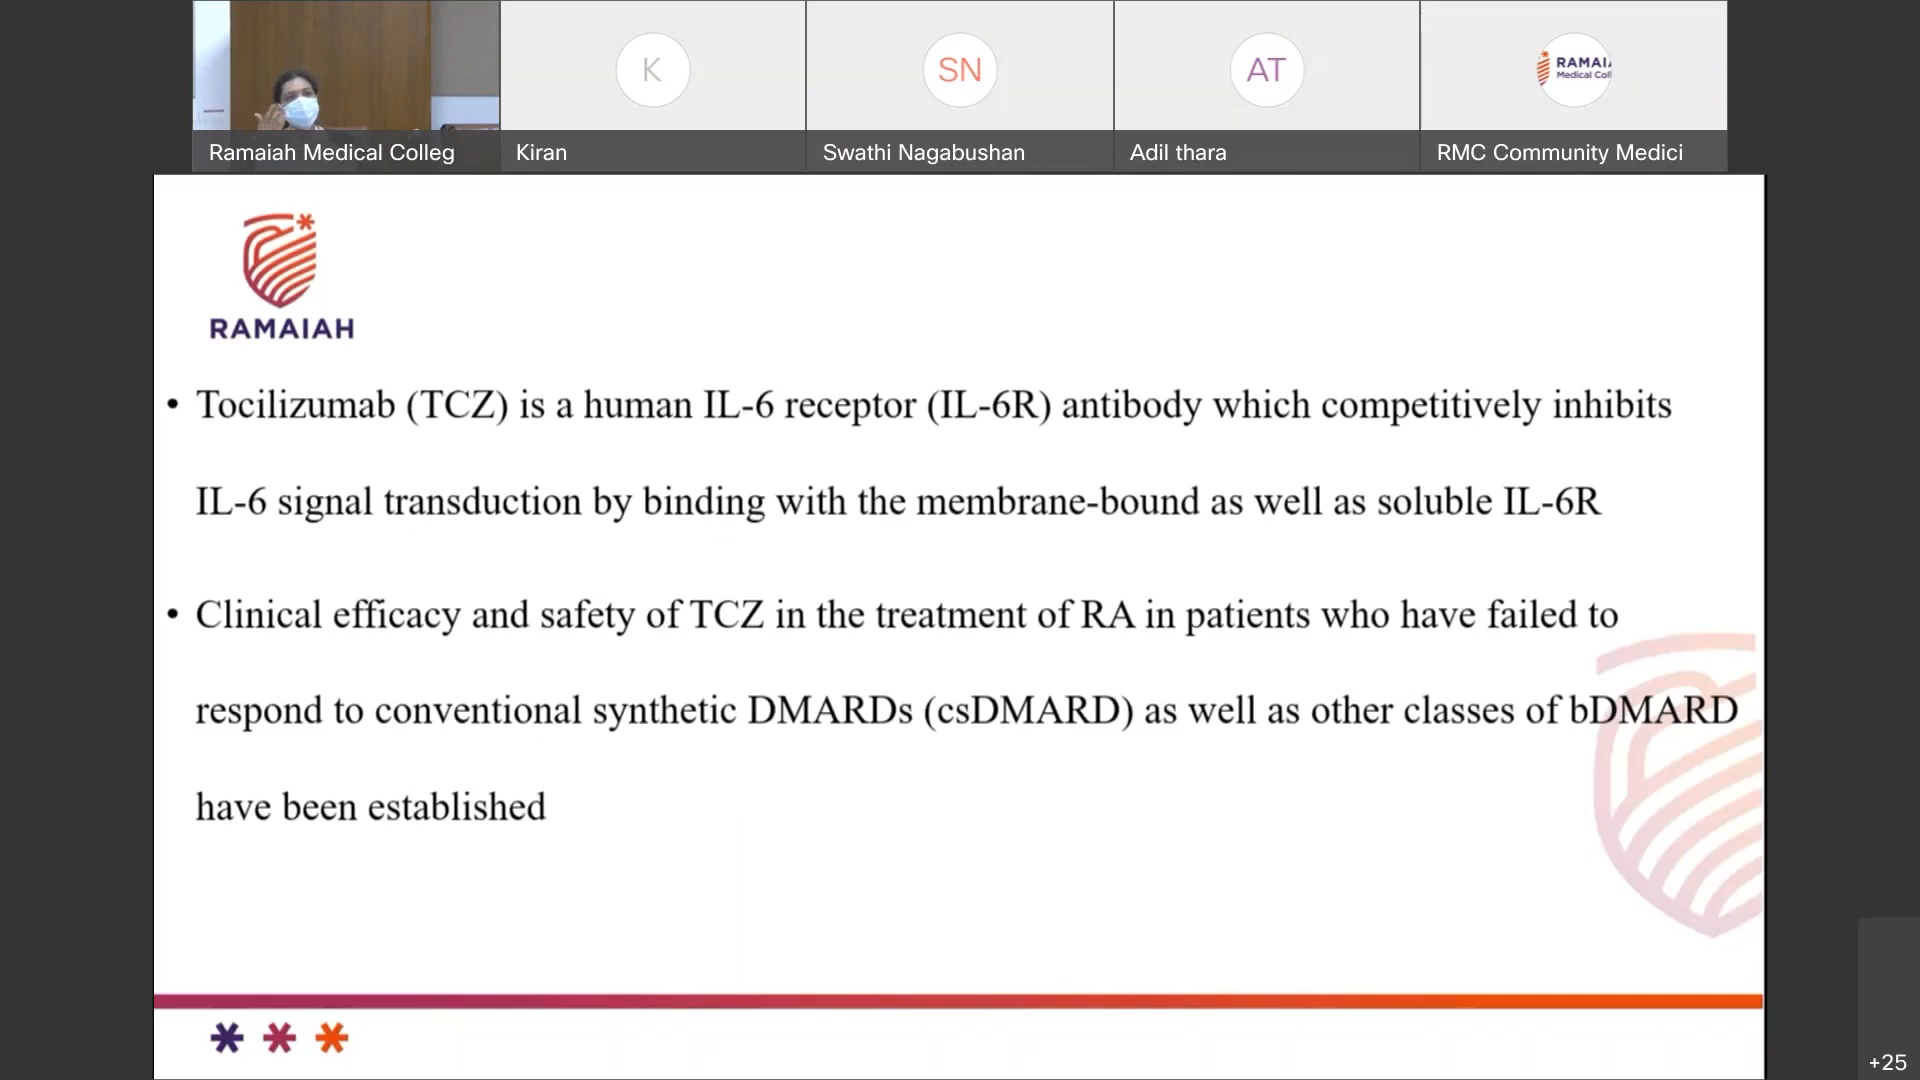 K
SN
AT
RAMAI
Medical Coll
Ramaiah Medical Colleg
Kiran
Swathi Nagabushan
Adil thara
RMC Community Medici
RAMAIAH
• Tocilizumab (TCZ) is a human IL-6 receptor (IL-6R) antibody which competitively inhibits
IL-6 signal transduction by binding with the membrane-bound as well as soluble IL-6R
• Clinical efficacy and safety of TCZ in the treatment of RA in patients who have failed to
respond to conventional synthetic DMARDs (csDMARD) as well as other classes of bDMARD
have been established
+25